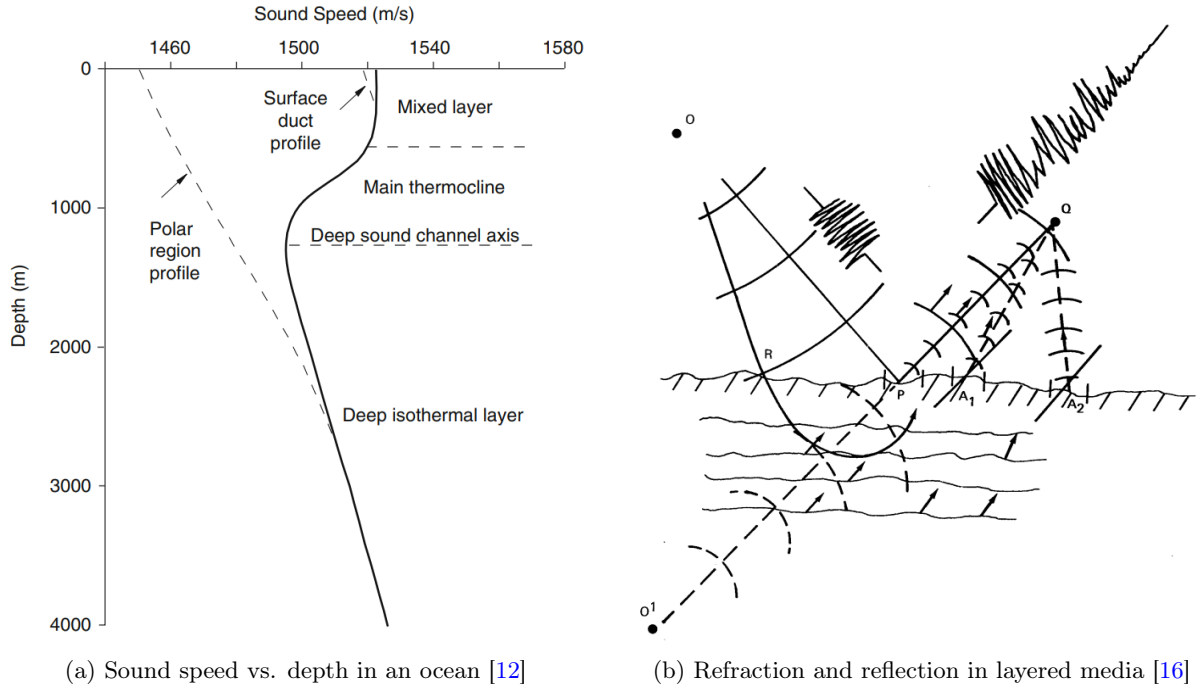 Sound Speed (m/s)
1460 1500 1540 1580
0
1000
2000
3000
4000
Depth (m)
Surface
duct
profile
Mixed layer
Main thermocline
Polar
region
profile
Deep sound channel axis
Deep isothermal layer
O
Q
R
P
A1
A2
O1
(a) Sound speed vs. depth in an ocean [12]
(b) Refraction and reflection in layered media [16]